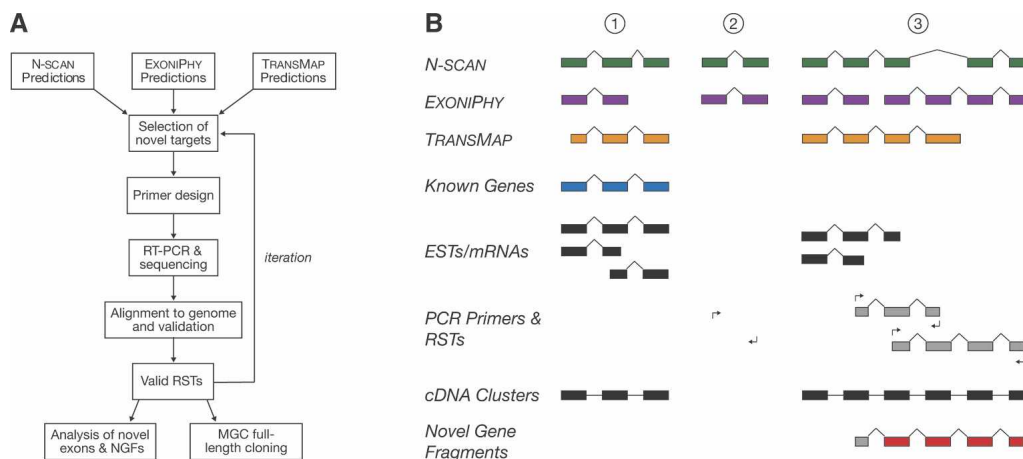 A
N-SCAN
Predictions
EXONIPHY
Predictions
TRANSMAP
Predictions
Selection of
novel targets
Primer design
RT-PCR &
sequencing
iteration
Alignment to genome
and validation
Valid RSTs
Analysis of novel
exons & NGFs
MGC full-
length cloning
B
1
2
3
N-SCAN
EXONIPHY
TRANSMAP
Known Genes
ESTs/mRNAs
PCR Primers &
RSTs
cDNA Clusters
Novel Gene
Fragments